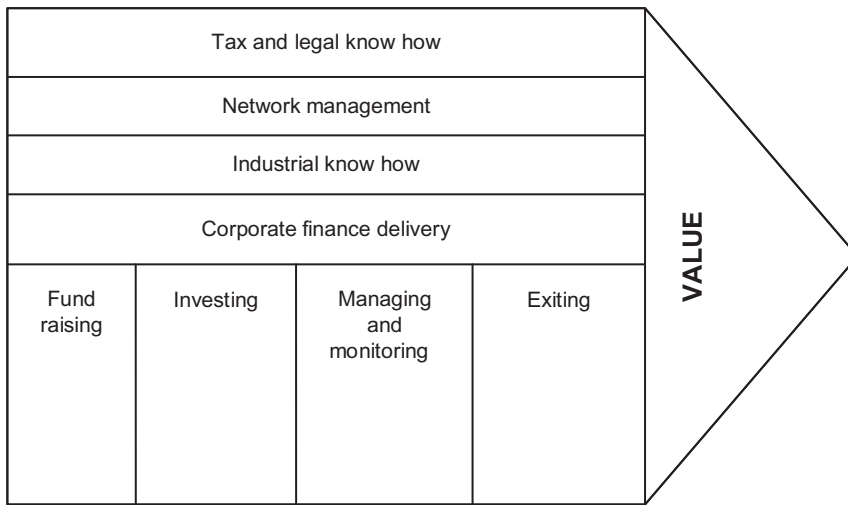 Tax and legal know how
Network management
Industrial know how
Corporate finance delivery
Fund
raising
Investing
Managing
and
monitoring
Exiting
VALUE